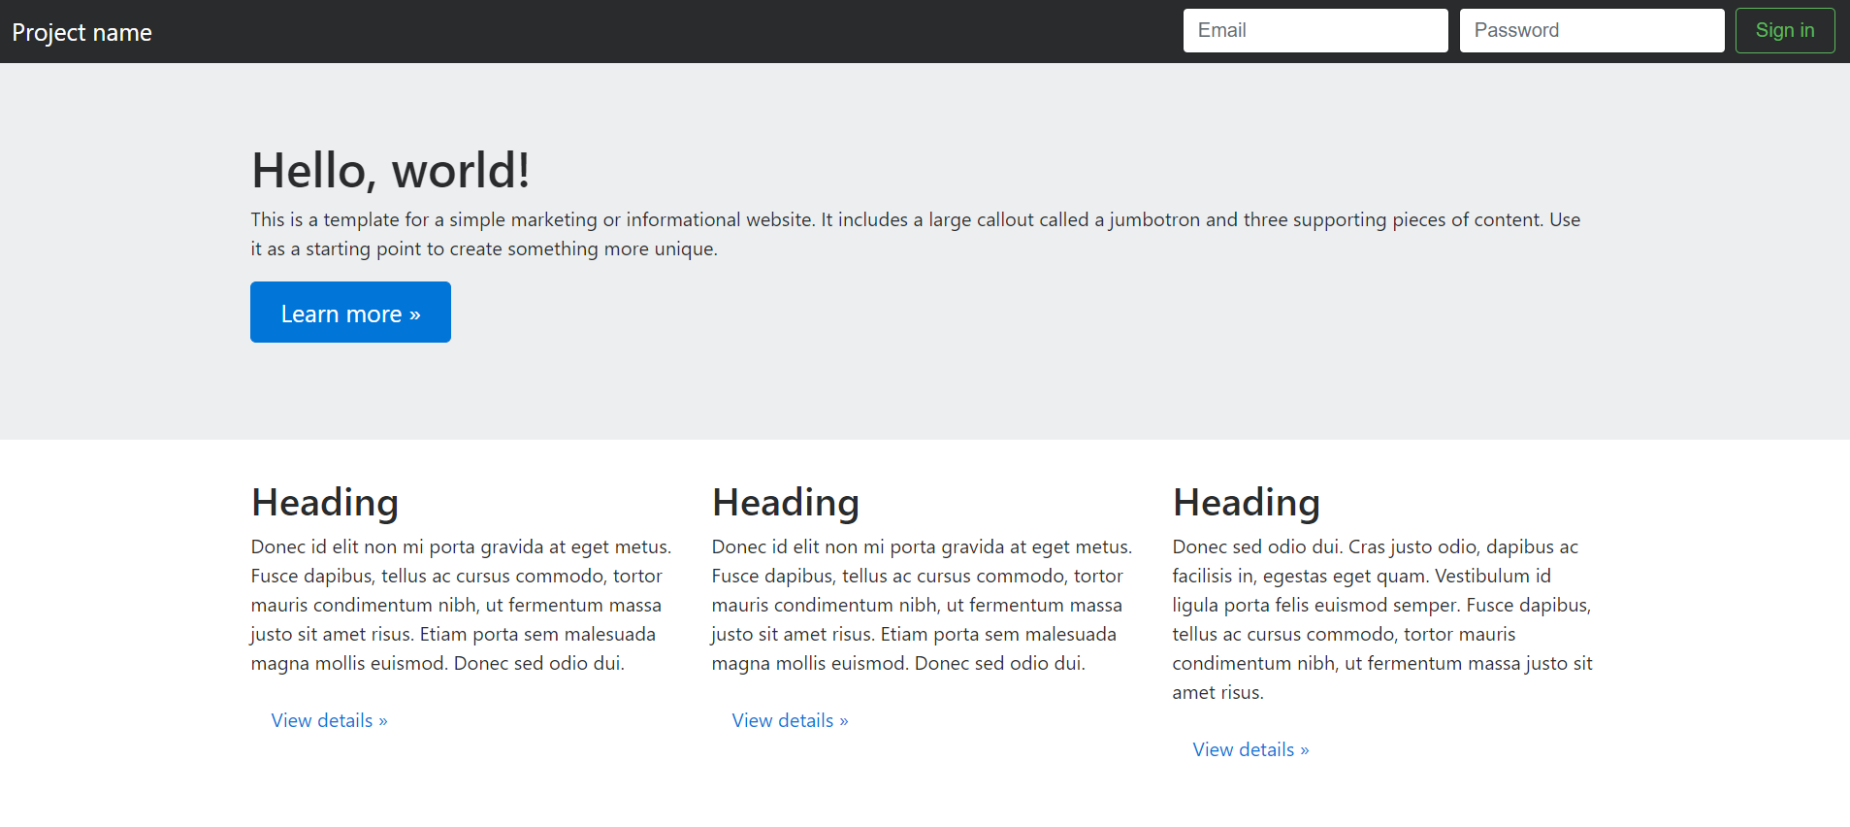 Project name
Email
Password
Sign in
Hello, world!
This is a template for a simple marketing or informational website. It includes a large callout called a jumbotron and three supporting pieces of content. Use
it as a starting point to create something more unique.
Learn more »
Heading
Donec id elit non mi porta gravida at eget metus.
Fusce dapibus, tellus ac cursus commodo, tortor
mauris condimentum nibh, ut fermentum massa
justo sit amet risus. Etiam porta sem malesuada
magna mollis euismod. Donec sed odio dui.
View details »
Heading
Donec id elit non mi porta gravida at eget metus.
Fusce dapibus, tellus ac cursus commodo, tortor
mauris condimentum nibh, ut fermentum massa
justo sit amet risus. Etiam porta sem malesuada
magna mollis euismod. Donec sed odio dui.
View details »
Heading
Donec sed odio dui. Cras justo odio, dapibus ac
facilisis in, egestas eget quam. Vestibulum id
ligula porta felis euismod semper. Fusce dapibus,
tellus ac cursus commodo, tortor mauris
condimentum nibh, ut fermentum massa justo sit
amet risus.
View details »